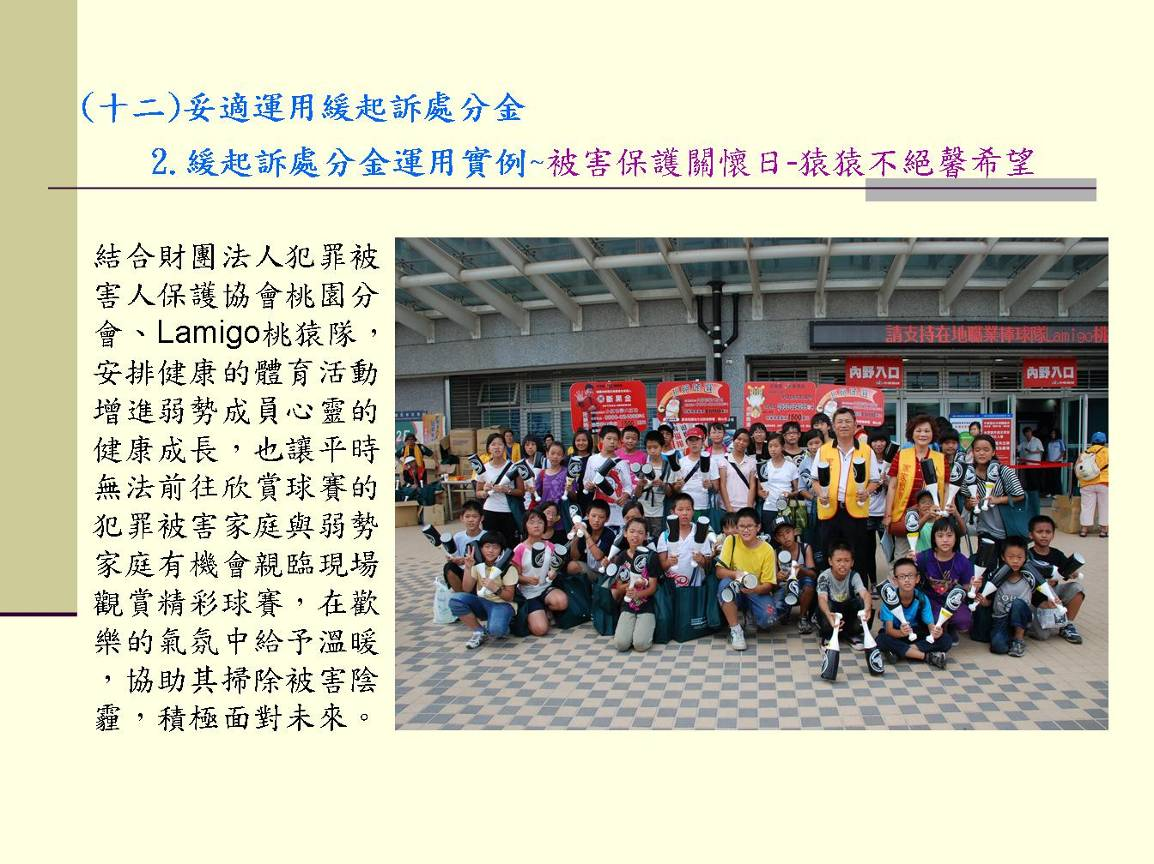 (十二)妥適運用緩起訴處分金
2.緩起訴處分金運用實例~被害保護關懷日-猿猿不絕馨希望
結合財團法人犯罪被
害人保護協會桃園分
會、Lamigo桃猿隊，
安排健康的體育活動
增進弱勢成員心靈的
健康成長，也讓平時
無法前往欣賞球賽的
犯罪被害家庭與弱勢
家庭有機會親臨現場
觀賞精彩球賽，在歡
樂的氣氛中給予溫暖
，協助其掃除被害陰
霾，積極面對未來。
請支持在地職業棒球隊Lamigo桃
內野入口
內野入口
斷黑金